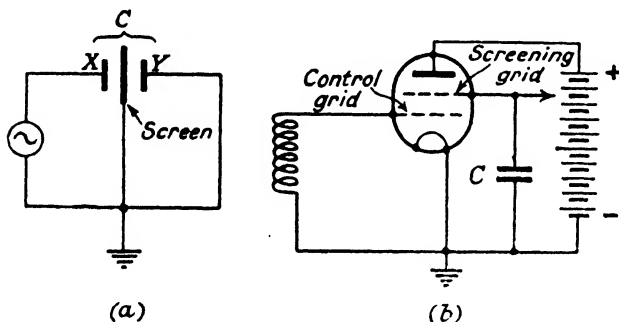 C
X Y
Screen
(a)
Control
grid
Screening
grid
C
+
-
(b)